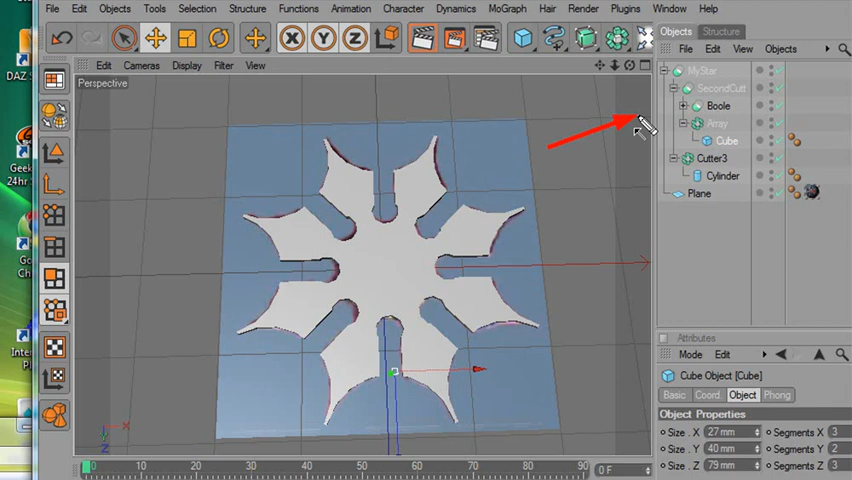 File Edit Objects Tools Selection Structure Functions Animation Character Dynamics MoGraph Hair Render Plugins Window Help
X Y Z
Objects Structure
File Edit View Objects
Edit Cameras Display Filter View
Perspective
MyStar
SecondCutt
Boole
Array
Cube
Cutter3
Cylinder
Plane
DAZ S
Geek
24hr S
Attributes
Mode Edit
Cube Object [Cube]
Basic Coord. Object Phong
Object Properties
Size . X 27 mm Segments X 3
Size . Y 40 mm Segments Y 2
Size . Z 79 mm Segments Z 3
X
Y
Z
0 10 20 30 40 50 60 70 80 90 0 F